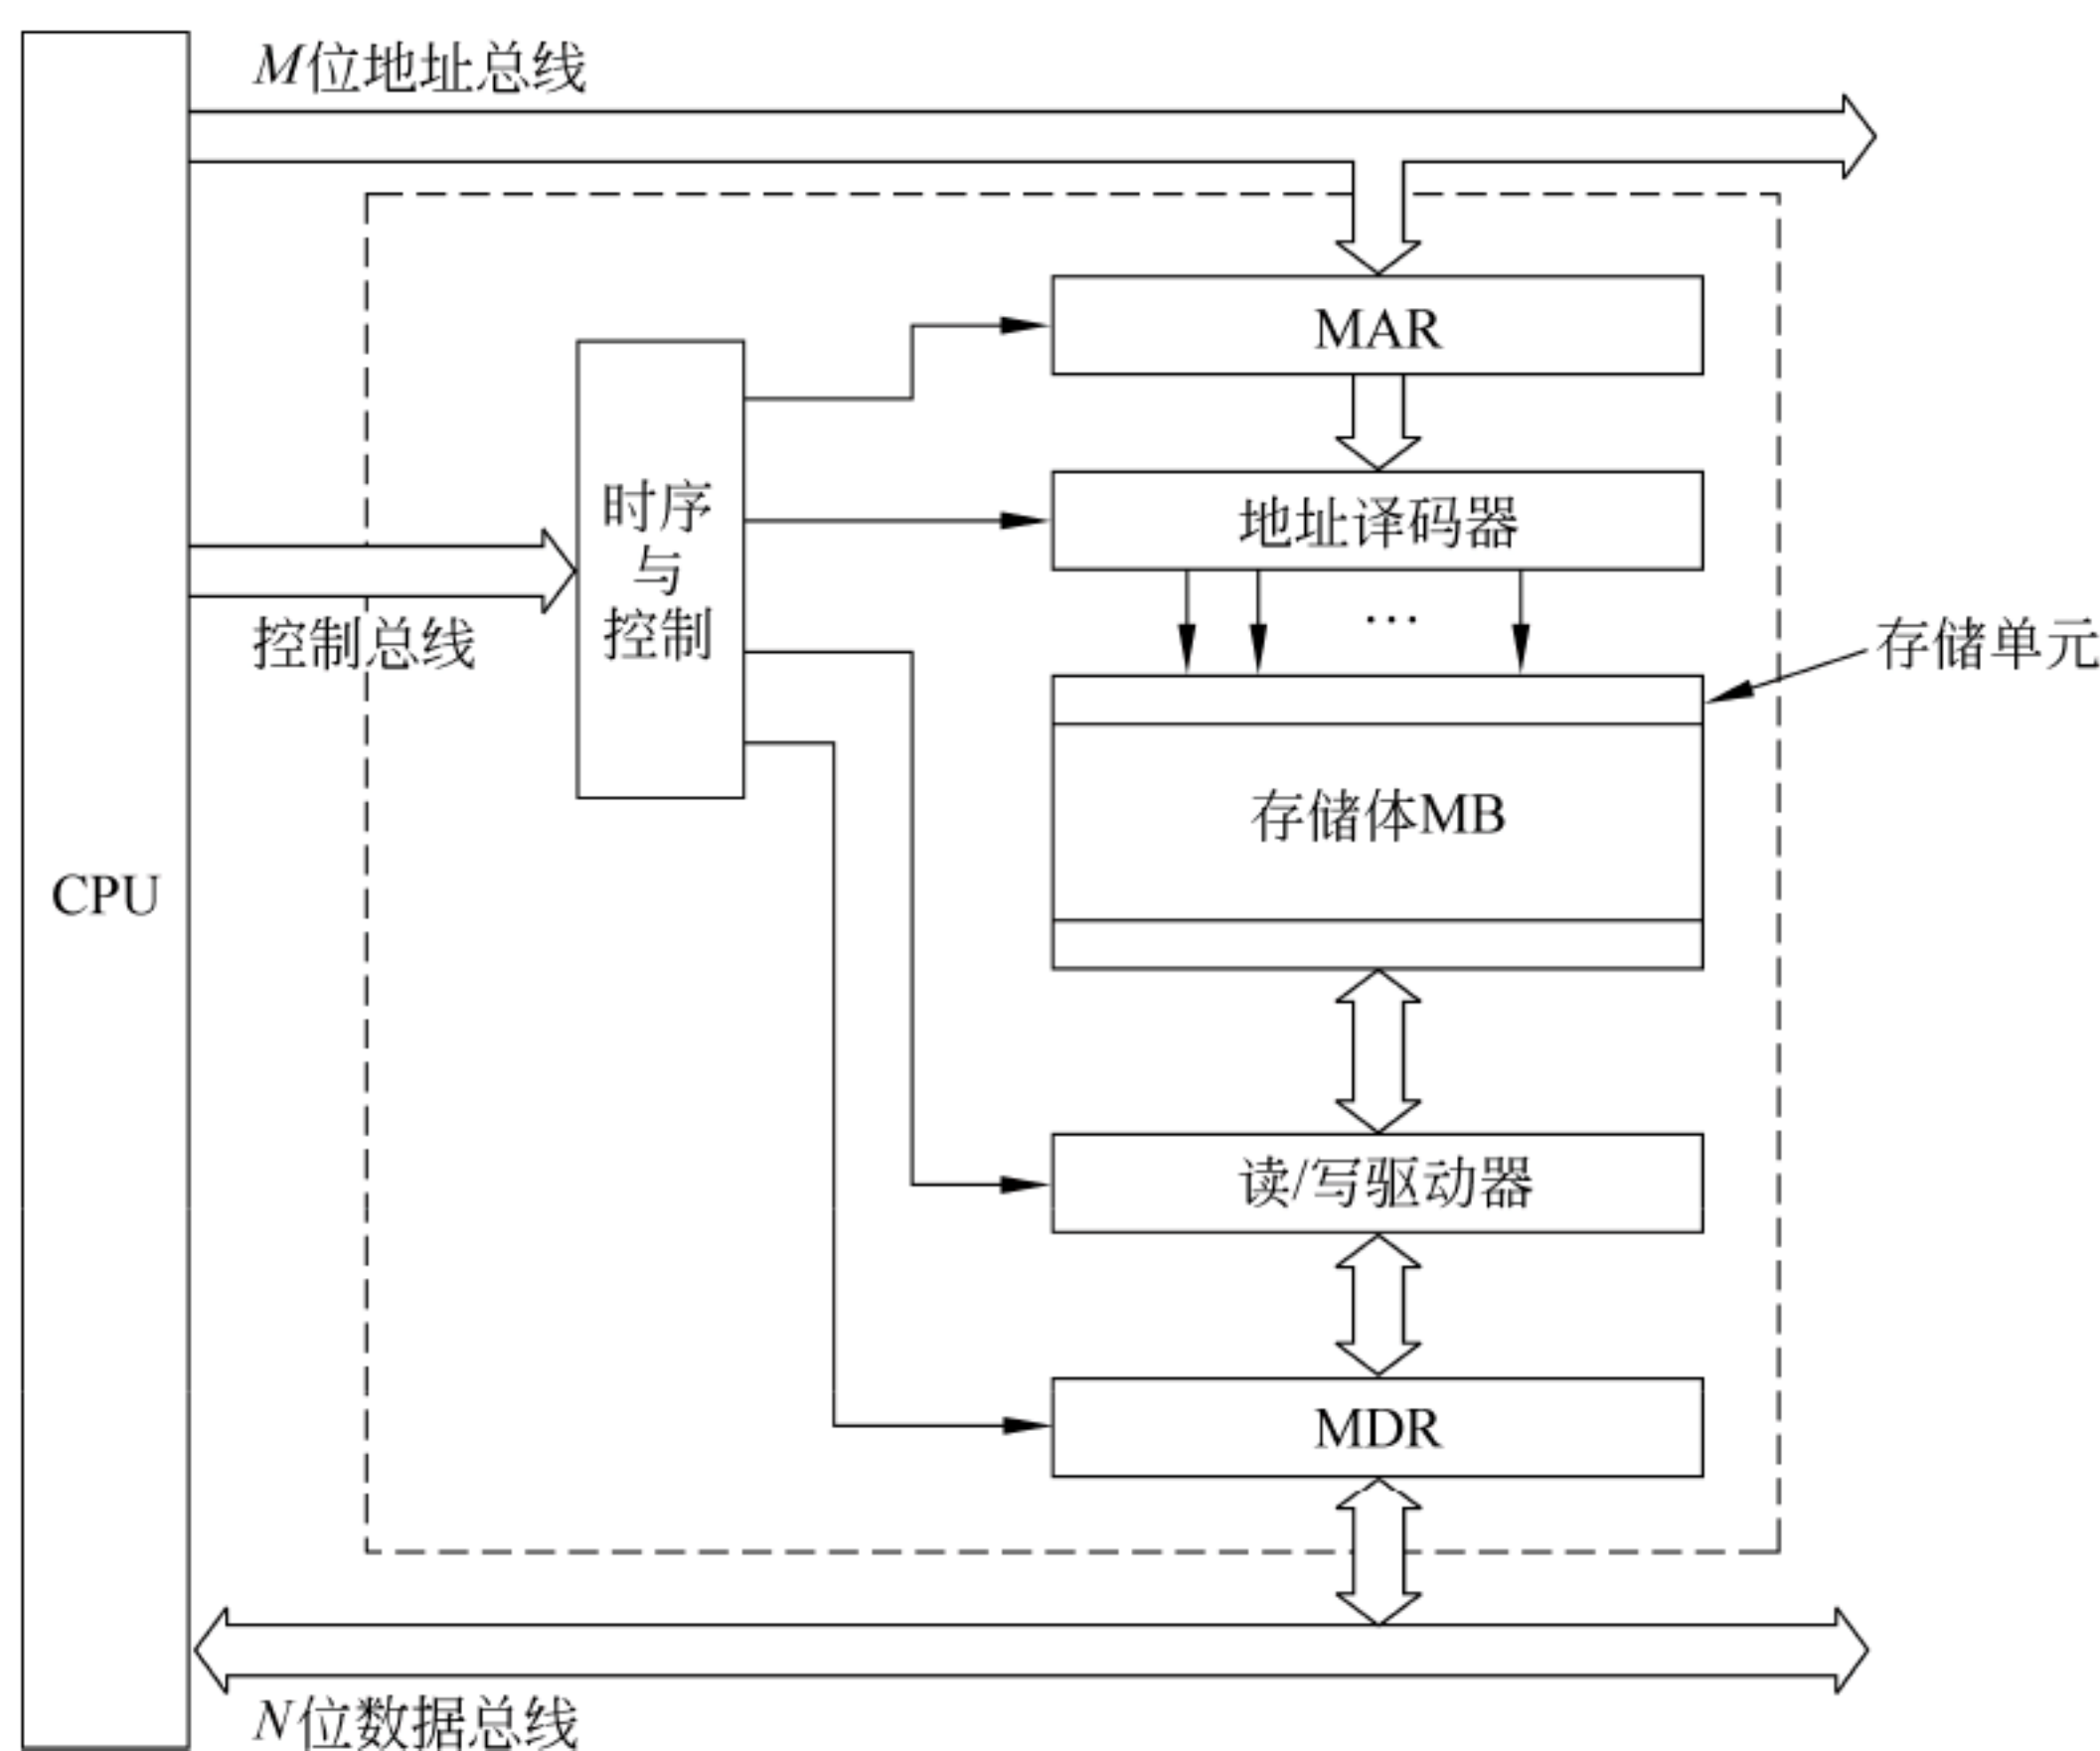 M位地址总线
MAR
时序
与
控制
地址译码器
…
控制总线
存储单元
存储体MB
CPU
读/写驱动器
MDR
N位数据总线